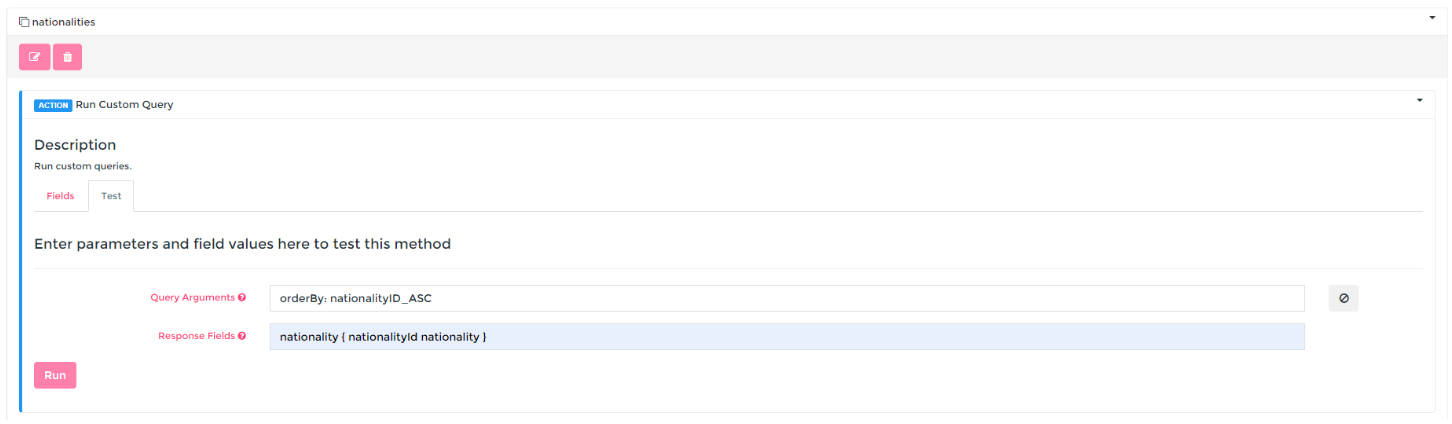 nationalities
ACTION Run Custom Query
Description
Run custom queries.
Fields Test
Enter parameters and field values here to test this method
Query Arguments orderBy: nationalityID_ASC
Response Fields nationality { nationalityId nationality }
Run